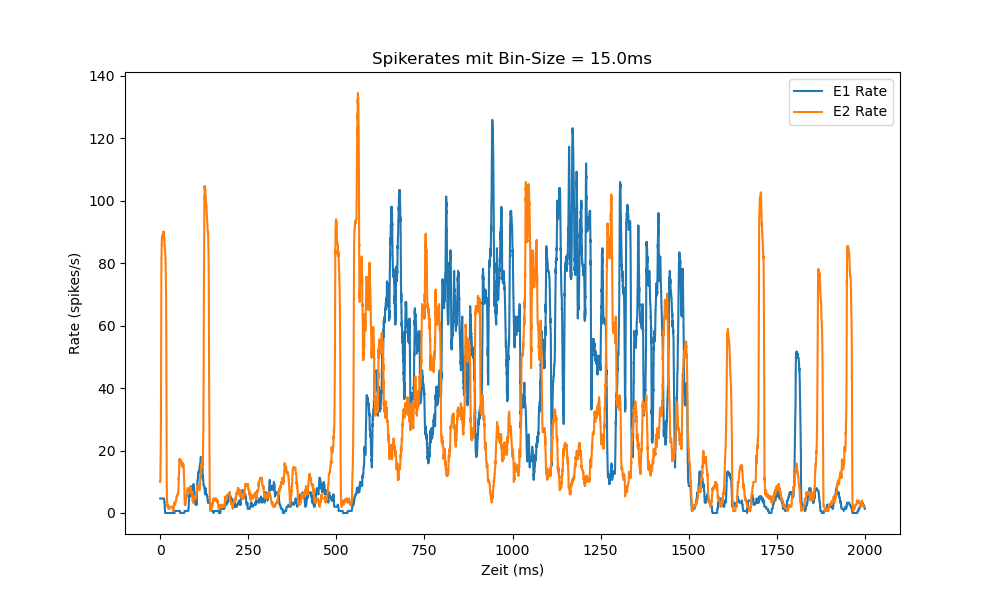 Spikerates mit Bin-Size = 15.0ms
E1 Rate
E2 Rate
Rate (spikes/s)
140
120
100
80
60
40
20
0
0 250 500 750 1000 1250 1500 1750 2000
Zeit (ms)